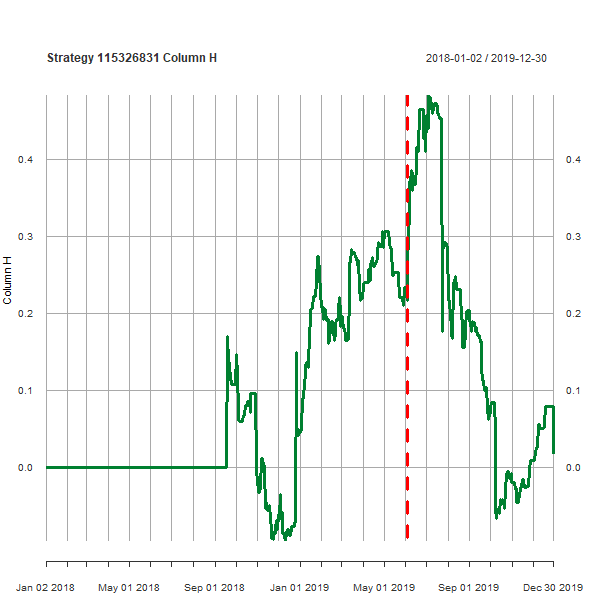 Strategy 115326831 Column H
2018-01-02 / 2019-12-30
0.4
0.4
0.3
0.3
0.2
0.2
0.1
0.1
0.0
0.0
Column H
Jan 02 2018
May 01 2018
Sep 01 2018
Jan 01 2019
May 01 2019
Sep 01 2019
Dec 30 2019